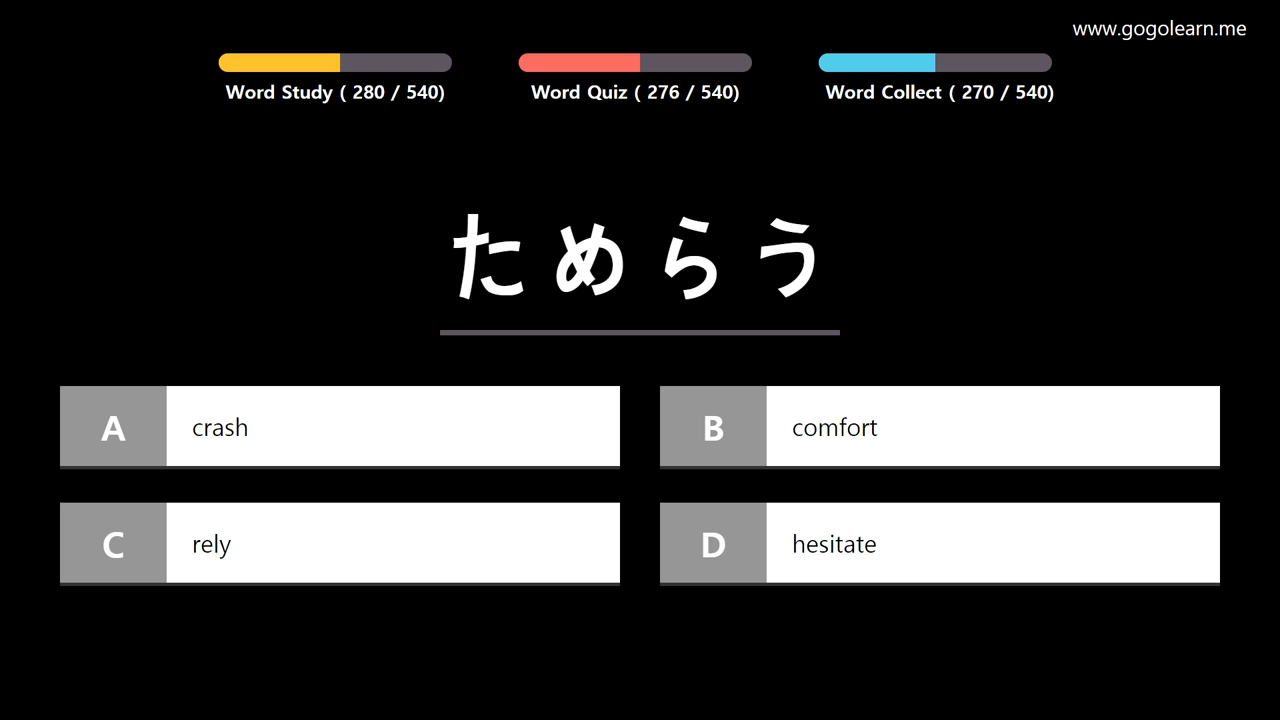 www.gogolearn.me
Word Study ( 280 / 540)
Word Quiz ( 276 / 540)
Word Collect ( 270 / 540)
ためらう
A crash
B comfort
C rely
D hesitate